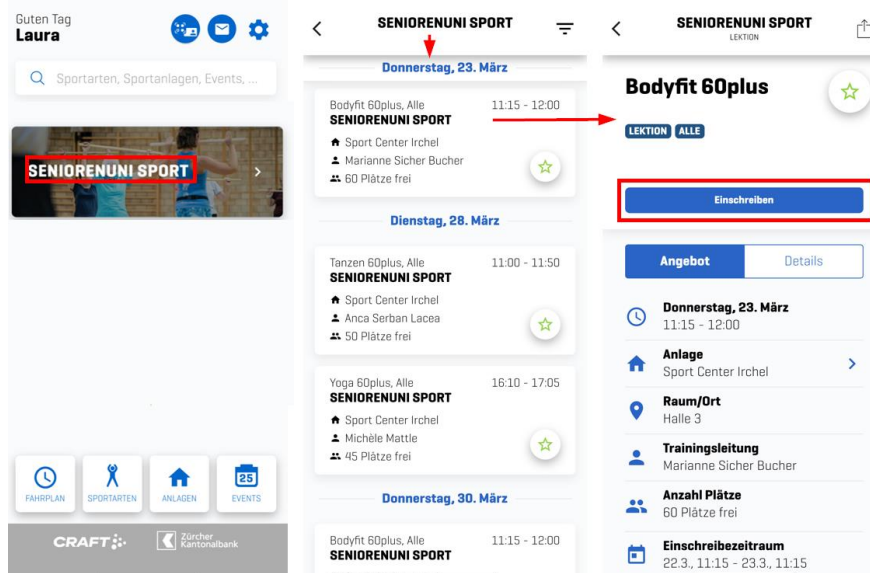 Guten Tag
Laura
Sportarten, Sportanlagen, Events, ...
SENIORENUNI SPORT
FAHRPLAN
SPORTARTEN
ANLAGEN
25
EVENTS
CRAFT
Zürcher
Kantonalbank
SENIORENUNI SPORT
Donnerstag, 23. März
Bodyfit 60plus, Alle 11:15 - 12:00
SENIORENUNI SPORT
Sport Center Irchel
Marianne Sicher Bucher
60 Plätze frei
Dienstag, 28. März
Tanzen 60plus, Alle 11:00 - 11:50
SENIORENUNI SPORT
Sport Center Irchel
Anca Serban Lacea
50 Plätze frei
Yoga 60plus, Alle 16:10 - 17:05
SENIORENUNI SPORT
Sport Center Irchel
Michèle Mattle
45 Plätze frei
Donnerstag, 30. März
Bodyfit 60plus, Alle 11:15 - 12:00
SENIORENUNI SPORT
SENIORENUNI SPORT
LEKTION
Bodyfit 60plus
LEKTION ALLE
Einschreiben
Angebot Details
Donnerstag, 23. März
11:15 - 12:00
Anlage
Sport Center Irchel
Raum/Ort
Halle 3
Trainingsleitung
Marianne Sicher Bucher
Anzahl Plätze
60 Plätze frei
Einschreibezeitraum
22.3., 11:15 - 23.3., 11:15